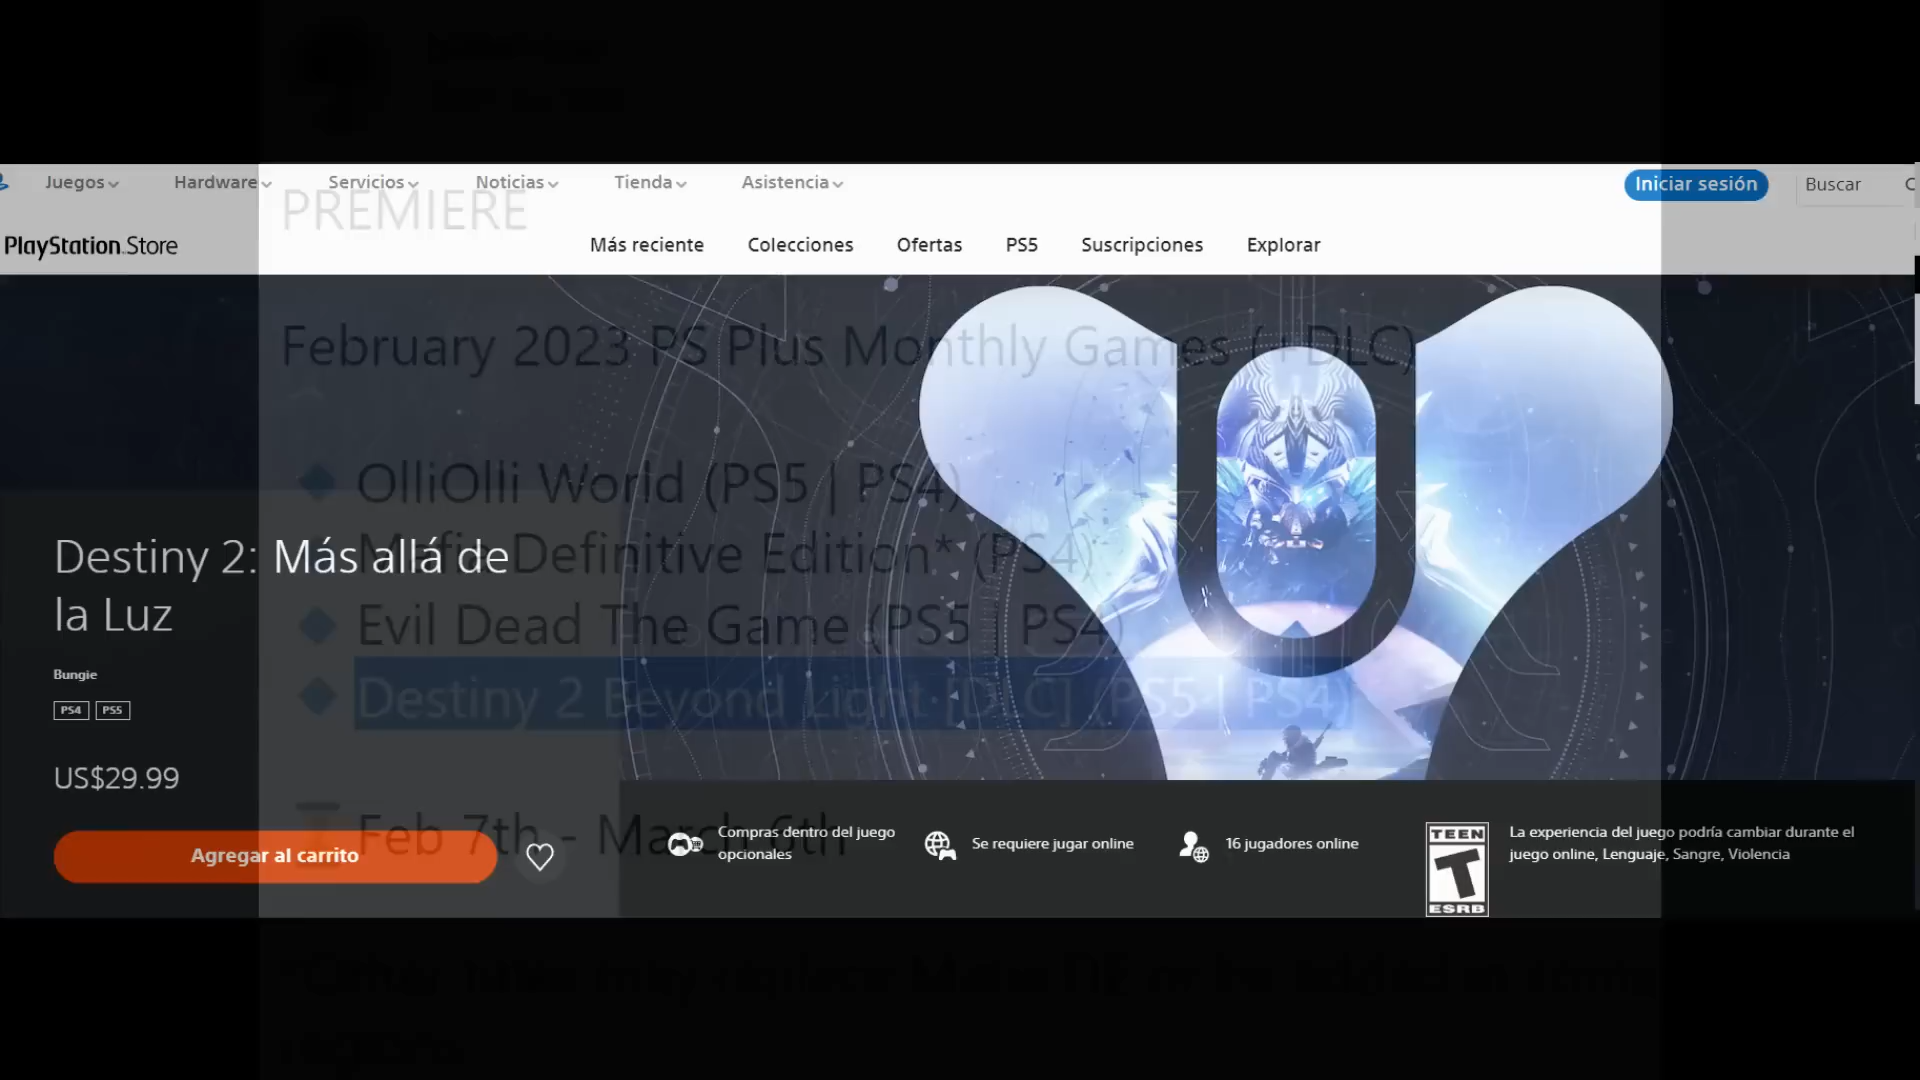 Juegos
Hardware
Servicios
Noticias
Tienda
Asistencia
Iniciar sesión
Buscar
PREMIERE
PlayStation Store
Más reciente
Colecciones
Ofertas
PS5
Suscripciones
Explorar
February 2023 PS Plus Monthly Games (+DLC)
OlliOlli World (PS5 | PS4)
Mafia Definitive Edition* (PS4)
Evil Dead The Game (PS5 | PS4)
Destiny 2 Beyond Light [DLC] (PS5 | PS4)
Feb 7th - March 6th
Destiny 2: Más allá de
la Luz
Bungie
PS4 PS5
US$29.99
Agregar al carrito
Compras dentro del juego
opcionales
Se requiere jugar online
16 jugadores online
TEEN
T
ESRB
La experiencia del juego podría cambiar durante el
juego online, Lenguaje, Sangre, Violencia